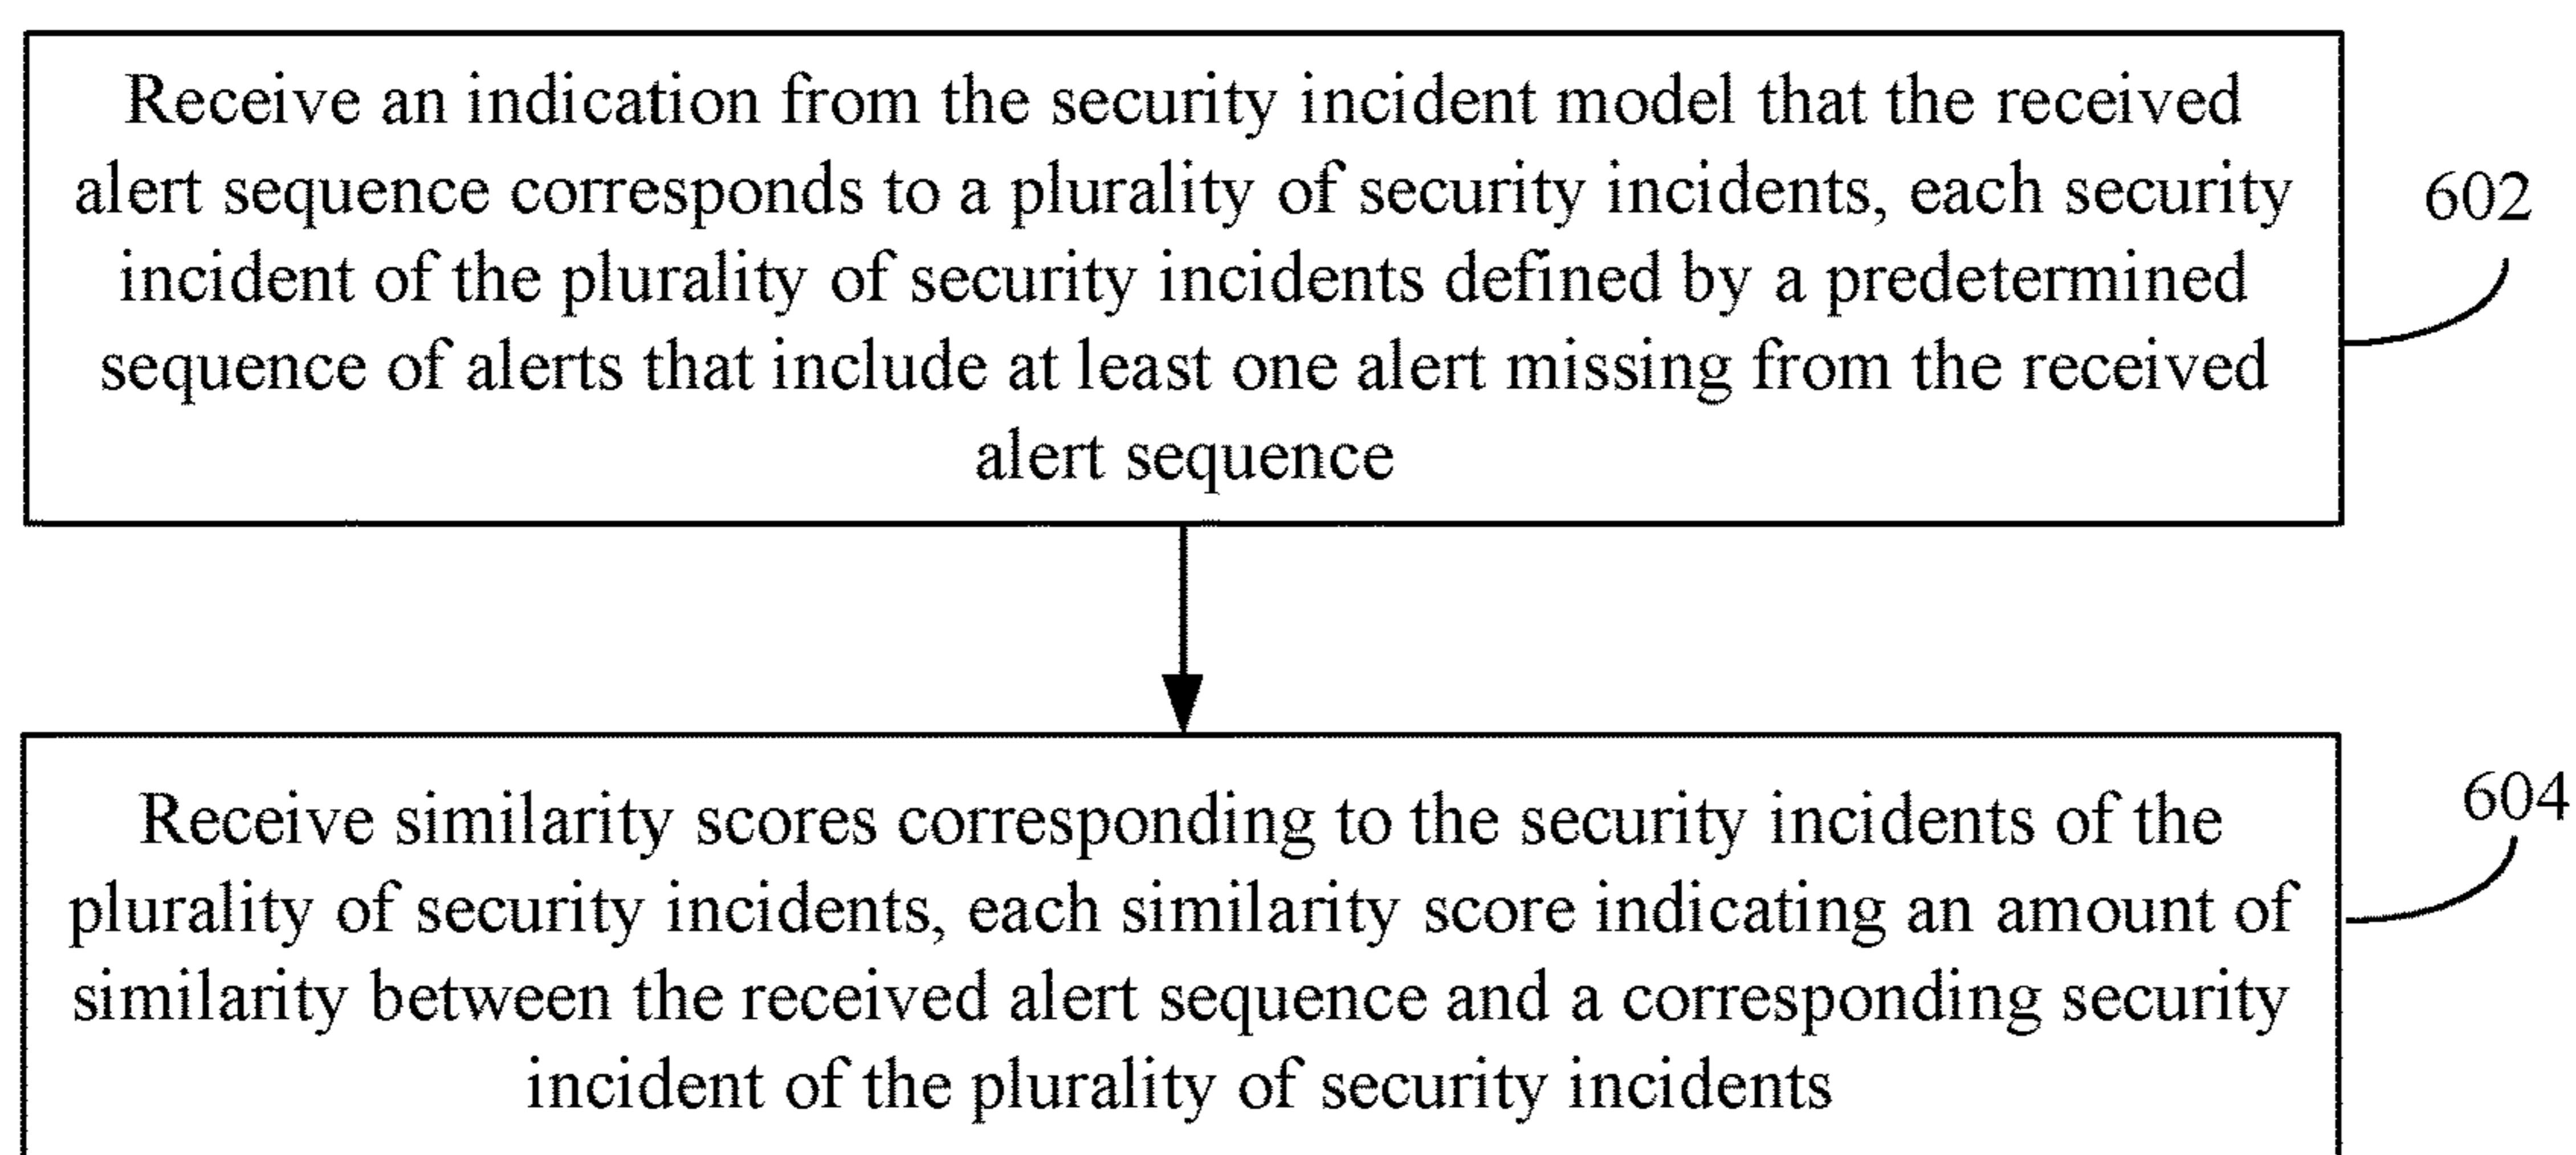 Receive an indication from the security incident model that the received
alert sequence corresponds to a plurality of security incidents, each security
incident of the plurality of security incidents defined by a predetermined
sequence of alerts that include at least one alert missing from the received
alert sequence
602
Receive similarity scores corresponding to the security incidents of the
plurality of security incidents, each similarity score indicating an amount of
similarity between the received alert sequence and a corresponding security
incident of the plurality of security incidents
604